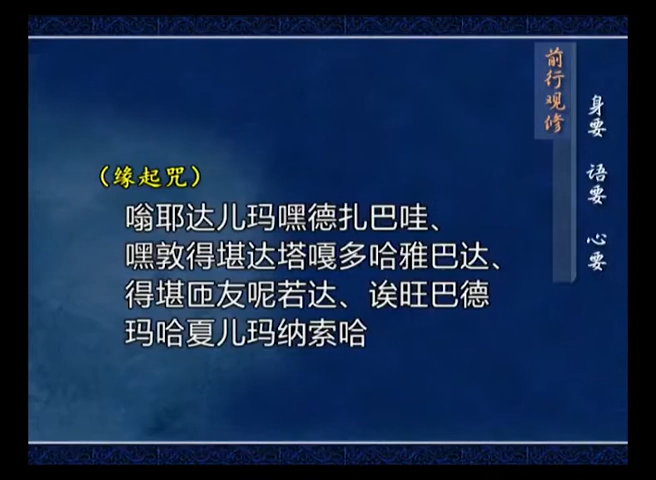 前行观修
身要 语要 心要
（缘起咒）
嗡耶达儿玛嘿德扎巴哇、
嘿敦得堪达塔嘎多哈雅巴达、
得堪匝友呢若达、诶旺巴德
玛哈夏儿玛纳索哈